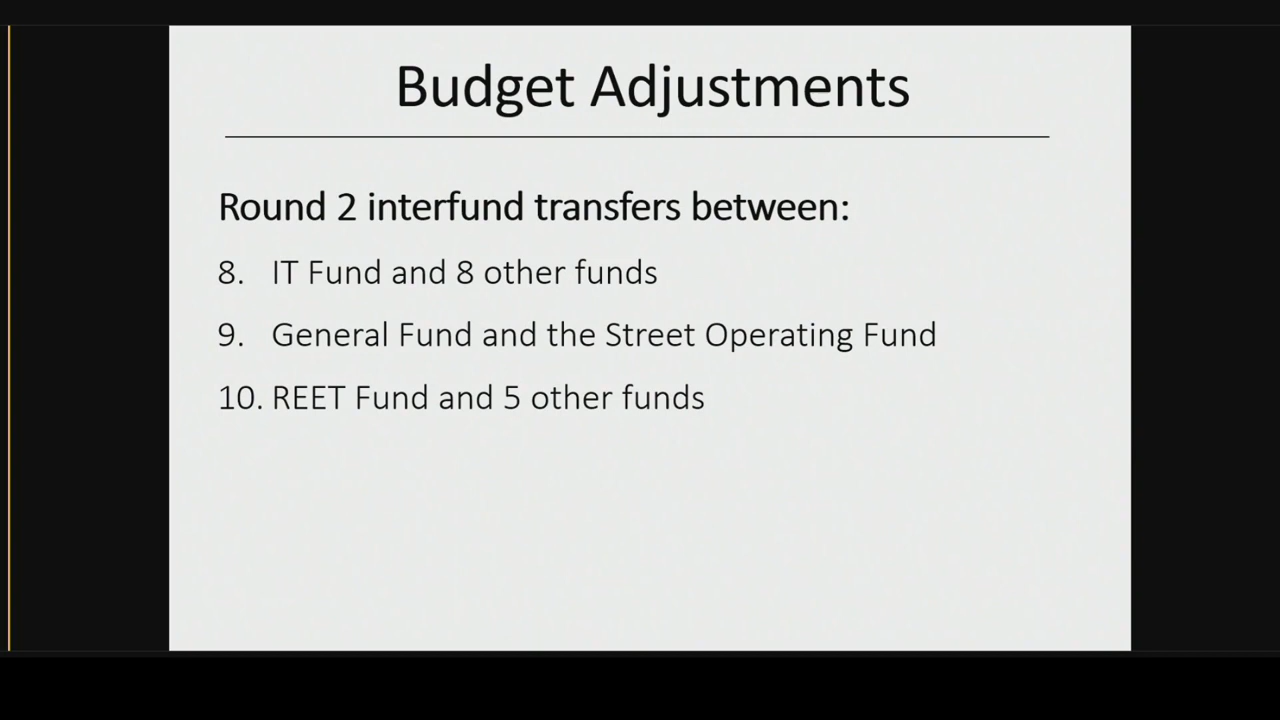 Budget Adjustments
Round 2 interfund transfers between:
8. IT Fund and 8 other funds
9. General Fund and the Street Operating Fund
10. REET Fund and 5 other funds